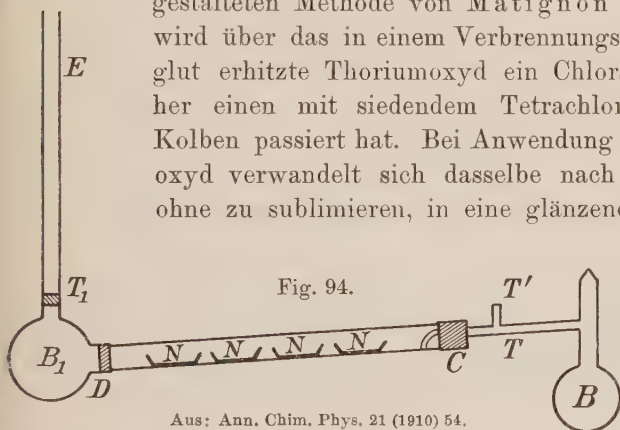 gestalteten Methode von Matignon
wird über das in einem Verbrennungs
glut erhitzte Thoriumoxyd ein Chlor
her einen mit siedendem Tetrachlor
Kolben passiert hat. Bei Anwendung
oxyd verwandelt sich dasselbe nach
ohne zu sublimieren, in eine glänzend
E
T₁
Fig. 94.
T'
B₁
N N N N
D
C
T
B
Aus: Ann. Chim. Phys. 21 (1910) 54.